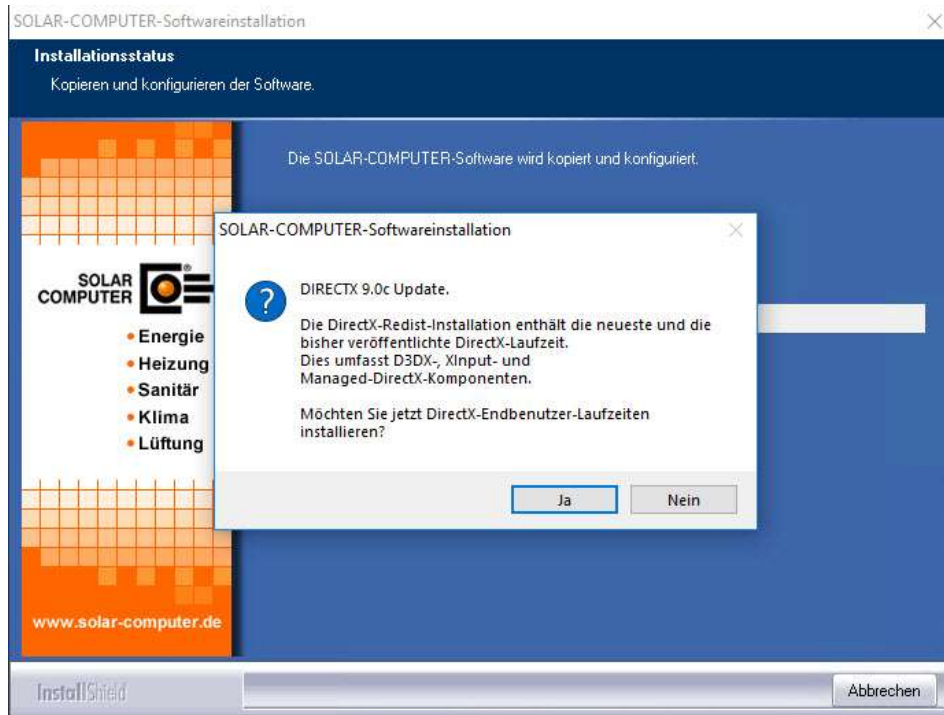 SOLAR-COMPUTER-Softwareinstallation
Installationsstatus
Kopieren und konfigurieren der Software.
Die SOLAR-COMPUTER-Software wird kopiert und konfiguriert.
SOLAR-COMPUTER-Softwareinstallation
DIRECTX 9.0c Update.
Die DirectX-Redist-Installation enthält die neueste und die
bisher veröffentlichte DirectX-Laufzeit.
Dies umfasst D3DX-, XInput- und
Managed-DirectX-Komponenten.
Möchten Sie jetzt DirectX-Endbenutzer-Laufzeiten
installieren?
Ja
Nein
SOLAR
COMPUTER
®
• Energie
• Heizung
• Sanitär
• Klima
• Lüftung
www.solar-computer.de
InstallShield
Abbrechen